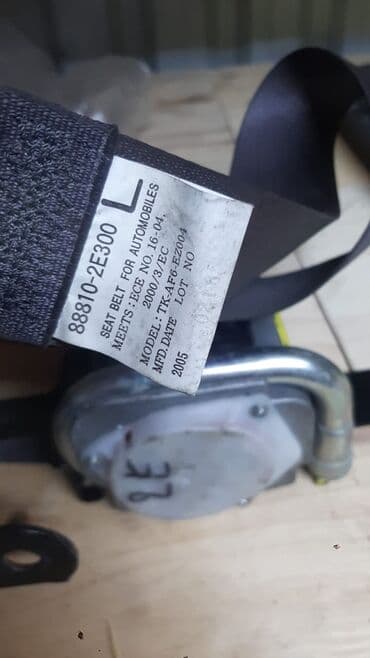 88810-2E300 L
SEAT BELT FOR AUTOMOBILES
MEETS:ECE NO. 16-04,
2000/3/EC
MODEL: TK-AF6-EZ004
MFD,DATE LOT NO
2005